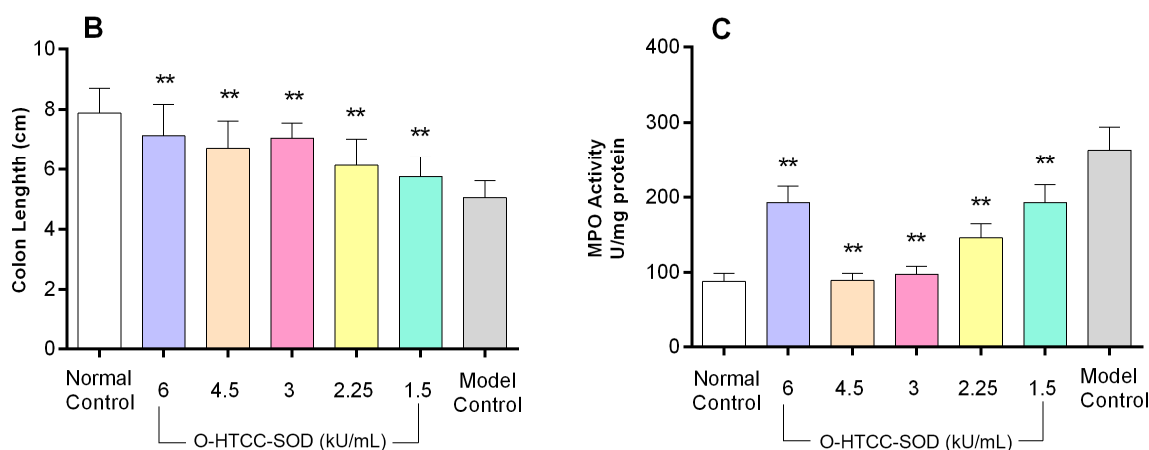 B
10
8
6
4
2
0
Colon Lenghth (cm)
**
**
**
**
**
Normal
Control
6
4.5
3
2.25
1.5
Model
Control
O-HTCC-SOD (kU/mL)
C
400
300
200
100
0
MPO Activity
U/mg protein
**
**
**
**
**
Normal
Control
6
4.5
3
2.25
1.5
Model
Control
O-HTCC-SOD (kU/mL)